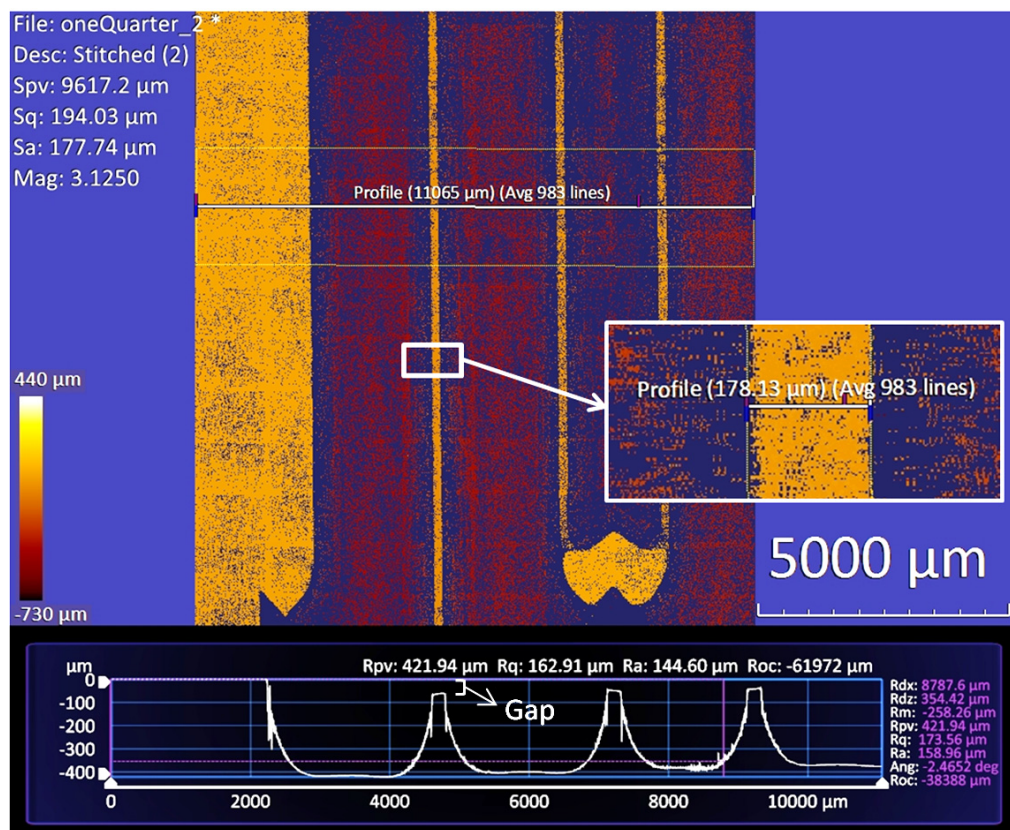 File: oneQuarter_2 *
Desc: Stitched (2)
Spv: 9617.2 µm
Sq: 194.03 µm
Sa: 177.74 µm
Mag: 3.1250
Profile (11065 µm) (Avg 983 lines)
Profile (178.13 µm) (Avg 983 lines)
440 µm
-730 µm
5000 µm
Rpv: 421.94 µm Rq: 162.91 µm Ra: 144.60 µm Roc: -61972 µm
µm
0
-100
-200
-300
-400
Gap
0 2000 4000 6000 8000 10000 µm
Rdx: 8787.6 µm
Rdz: 354.42 µm
Rm: -258.26 µm
Rpv: 421.94 µm
Rq: 173.56 µm
Ra: 158.96 µm
Ang: -2.4652 deg
Roc: -38388 µm